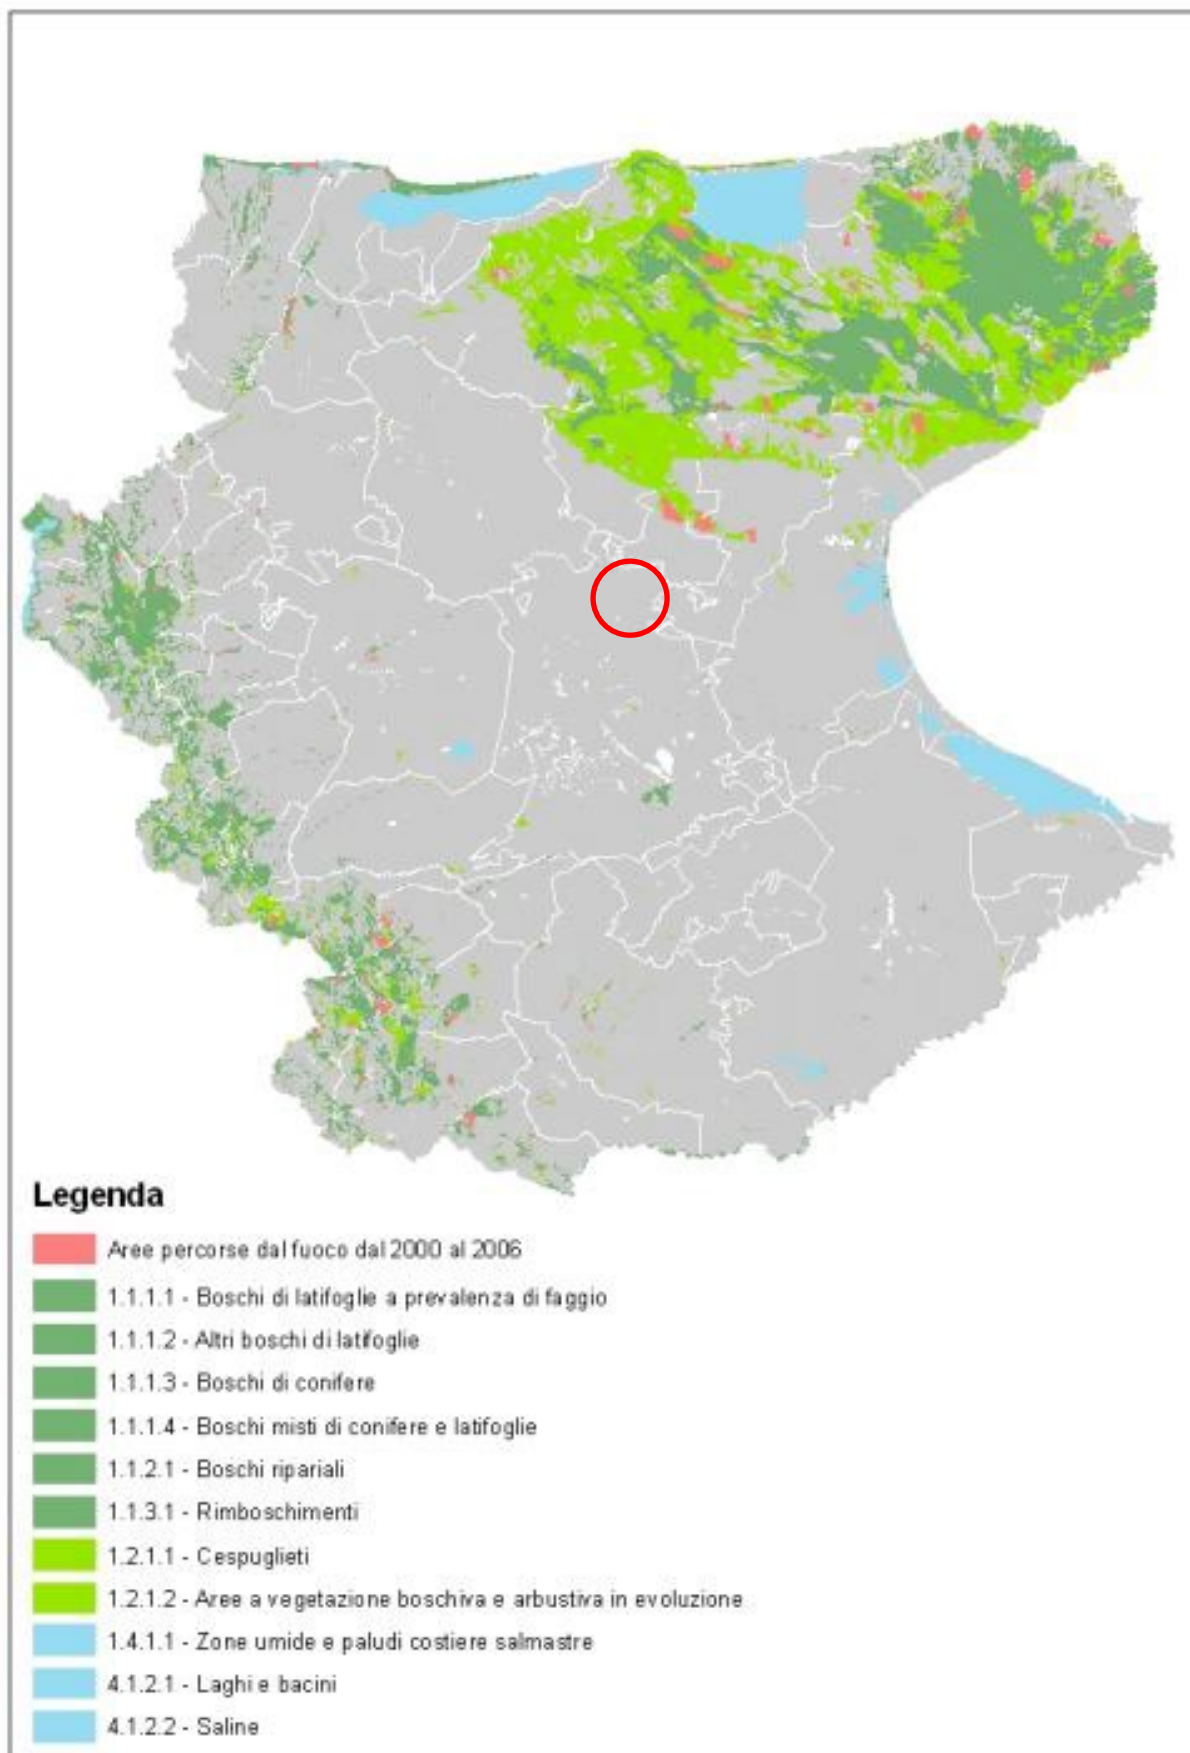 Legenda
Aree percorse dal fuoco dal 2000 al 2006
1.1.1.1 - Boschi di latifoglie a prevalenza di faggio
1.1.1.2 - Altri boschi di latifoglie
1.1.1.3 - Boschi di conifere
1.1.1.4 - Boschi misti di conifere e latifoglie
1.1.2.1 - Boschi ripariali
1.1.3.1 - Rimboschimenti
1.2.1.1 - Cespuglieti
1.2.1.2 - Aree a vegetazione boschiva e arbustiva in evoluzione
1.4.1.1 - Zone umide e paludi costiere salmastre
4.1.2.1 - Laghi e bacini
4.1.2.2 - Saline